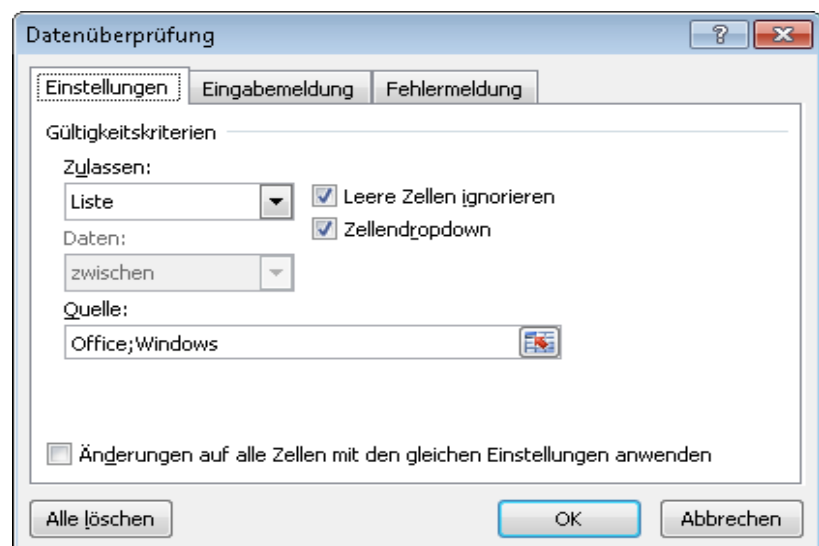 Datenüberprüfung
Einstellungen Eingabemeldung Fehlermeldung
Gültigkeitskriterien
Zulassen:
Liste
Leere Zellen ignorieren
Zellendropdown
Daten:
zwischen
Quelle:
Office;Windows
Änderungen auf alle Zellen mit den gleichen Einstellungen anwenden
Alle löschen OK Abbrechen